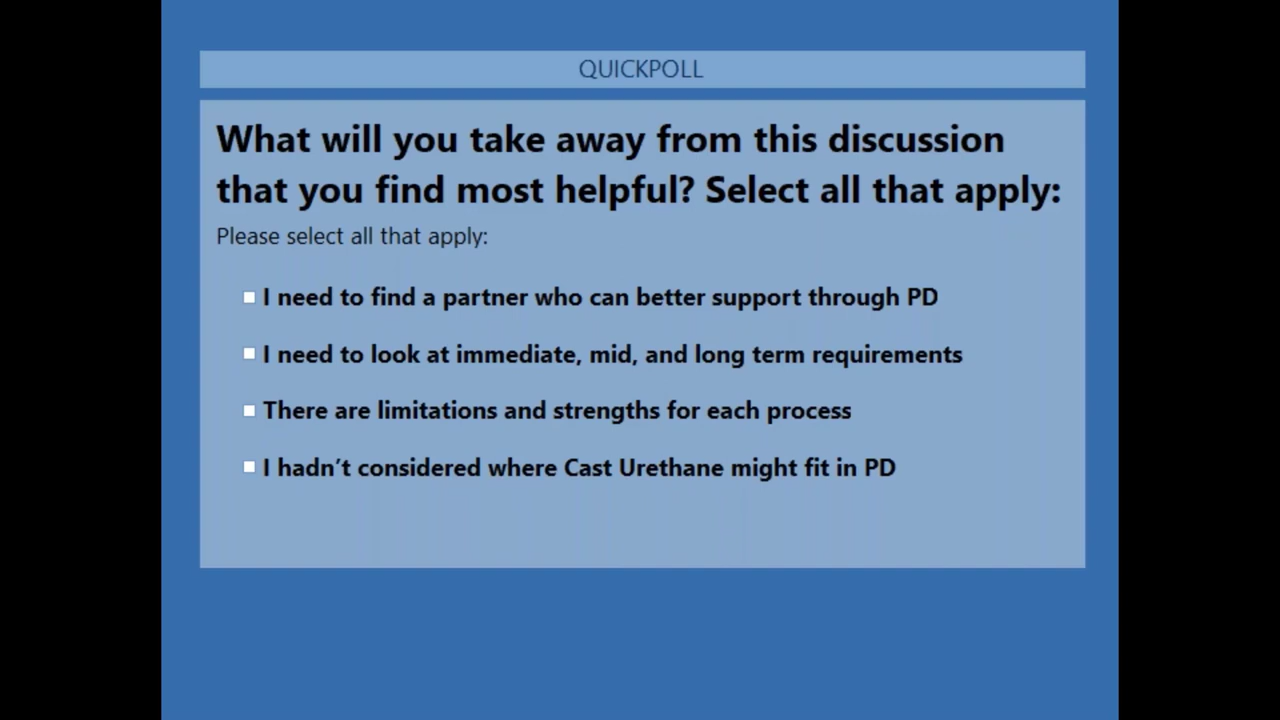 QUICKPOLL
What will you take away from this discussion
that you find most helpful? Select all that apply:
Please select all that apply:
I need to find a partner who can better support through PD
I need to look at immediate, mid, and long term requirements
There are limitations and strengths for each process
I hadn’t considered where Cast Urethane might fit in PD